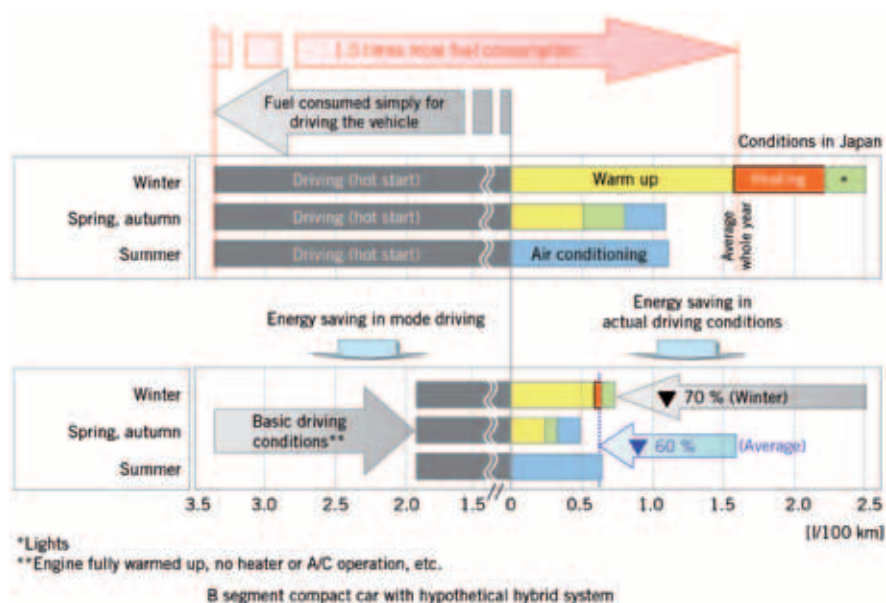 1.5 times more fuel consumption
Fuel consumed simply for
driving the vehicle
Conditions in Japan
Winter
Driving (hot start)
Warm up
Heating
*
Spring, autumn
Driving (hot start)
Summer
Driving (hot start)
Air conditioning
Average
whole year
Energy saving in mode driving
Energy saving in
actual driving conditions
Winter
▼ 70 % (Winter)
Spring, autumn
Basic driving
conditions**
▼ 60 %
(Average)
Summer
3.5 3.0 2.5 2.0 1.5 0 0.5 1.0 1.5 2.0 2.5
[l/100 km]
*Lights
**Engine fully warmed up, no heater or A/C operation, etc.
B segment compact car with hypothetical hybrid system